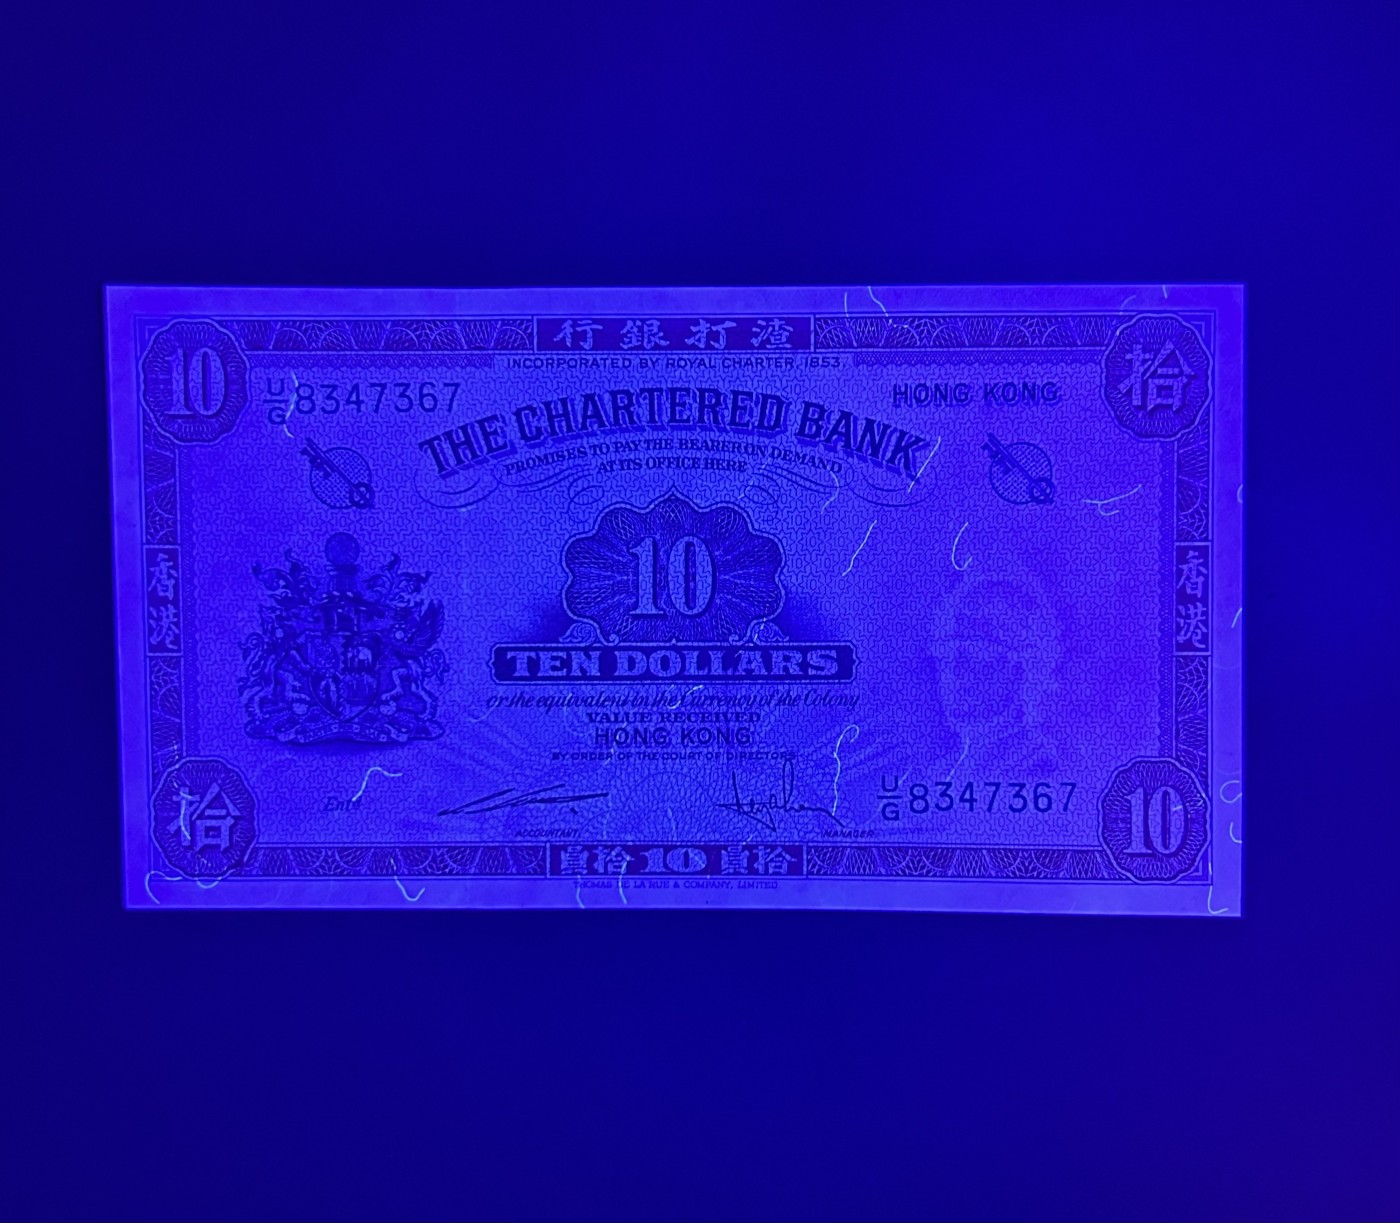 行銀打渣
INCORPORATED BY ROYAL CHARTER, 1853.
10
拾
U/G 8347367
HONG KONG
THE CHARTERED BANK
PROMISES TO PAY THE BEARER ON DEMAND
AT ITS OFFICE HERE
10
香港
香港
TEN DOLLARS
or the equivalent in the Currency of the Colony
VALUE RECEIVED
HONG KONG
BY ORDER OF THE COURT OF DIRECTORS
拾
Entd
U/G 8347367
10
ACCOUNTANT.
MANAGER
員拾 10 員拾
THOMAS DE LA RUE & COMPANY, LIMITED.